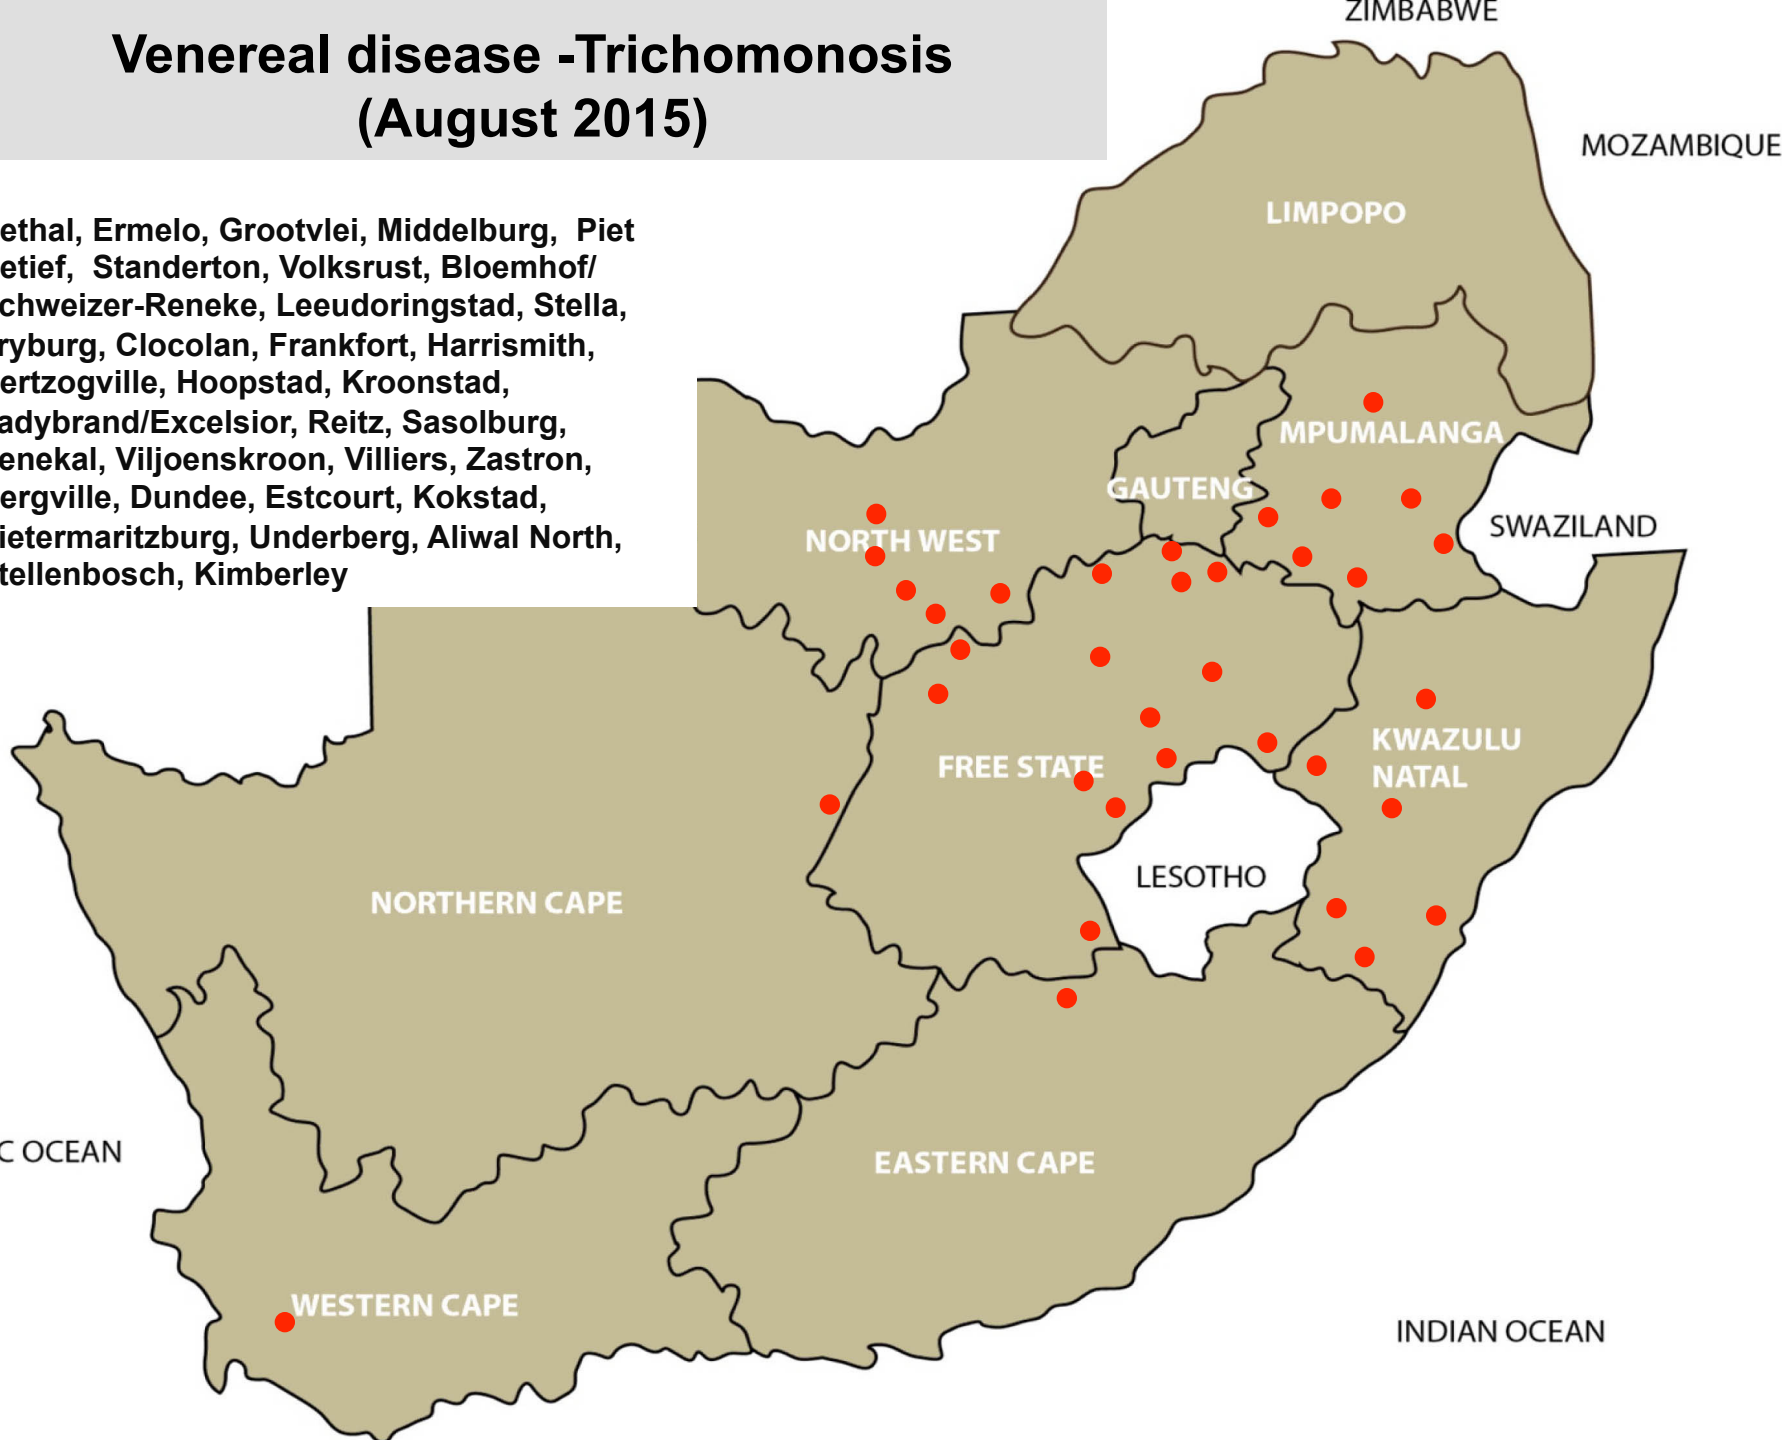 Venereal disease -Trichomonosis
(August 2015)
ethal, Ermelo, Grootvlei, Middelburg, Piet
etief, Standerton, Volksrust, Bloemhof/
chweizer-Reneke, Leeudoringstad, Stella,
ryburg, Clocolan, Frankfort, Harrismith,
ertzogville, Hoopstad, Kroonstad,
adybrand/Excelsior, Reitz, Sasolburg,
enekal, Viljoenskroon, Villiers, Zastron,
ergville, Dundee, Estcourt, Kokstad,
ietermaritzburg, Underberg, Aliwal North,
tellenbosch, Kimberley
ZIMBABWE
MOZAMBIQUE
LIMPOPO
MPUMALANGA
GAUTENG
SWAZILAND
NORTH WEST
KWAZULU
NATAL
FREE STATE
LESOTHO
NORTHERN CAPE
C OCEAN
EASTERN CAPE
WESTERN CAPE
INDIAN OCEAN